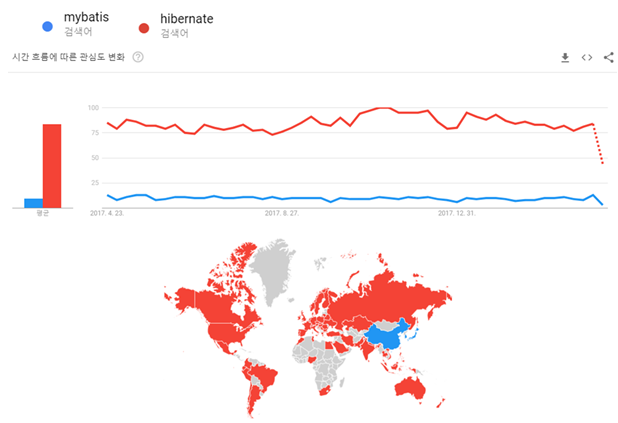 mybatis
검색어
hibernate
검색어
시간 흐름에 따른 관심도 변화
100
75
50
25
평균
2017. 4. 23.
2017. 8. 27.
2017. 12. 31.